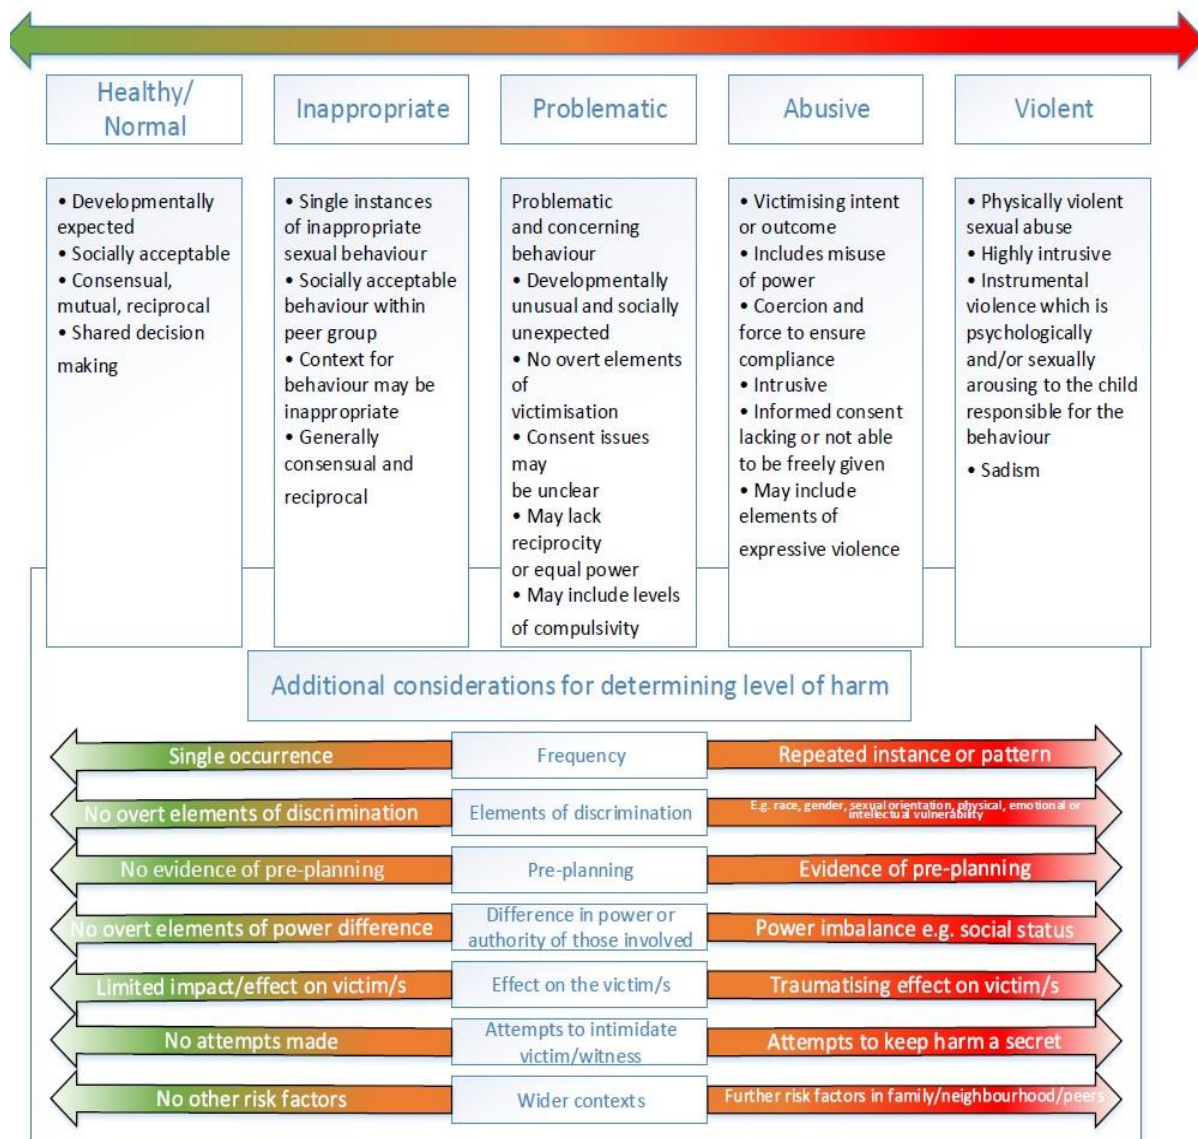 Healthy/
Normal
Inappropriate
Problematic
Abusive
Violent
• Developmentally
expected
• Socially acceptable
• Consensual,
mutual, reciprocal
• Shared decision
making
• Single instances
of inappropriate
sexual behaviour
• Socially acceptable
behaviour within
peer group
• Context for
behaviour may be
inappropriate
• Generally
consensual and
reciprocal
Problematic
and concerning
behaviour
• Developmentally
unusual and socially
unexpected
• No overt elements
of
victimisation
• Consent issues
may
be unclear
• May lack
reciprocity
or equal power
• May include levels
of compulsivity
• Victimising intent
or outcome
• Includes misuse
of power
• Coercion and
force to ensure
compliance
• Intrusive
• Informed consent
lacking or not able
to be freely given
• May include
elements of
expressive violence
• Physically violent
sexual abuse
• Highly intrusive
• Instrumental
violence which is
psychologically
and/or sexually
arousing to the child
responsible for the
behaviour
• Sadism
Additional considerations for determining level of harm
Single occurrence
Frequency
Repeated instance or pattern
No overt elements of discrimination
Elements of discrimination
E.g. race, gender, sexual orientation, physical, emotional or
intellectual vulnerability
No evidence of pre-planning
Pre-planning
Evidence of pre-planning
No overt elements of power difference
Difference in power or
authority of those involved
Power imbalance e.g. social status
Limited impact/effect on victim/s
Effect on the victim/s
Traumatising effect on victim/s
No attempts made
Attempts to intimidate
victim/witness
Attempts to keep harm a secret
No other risk factors
Wider contexts
Further risk factors in family/neighbourhood/peers